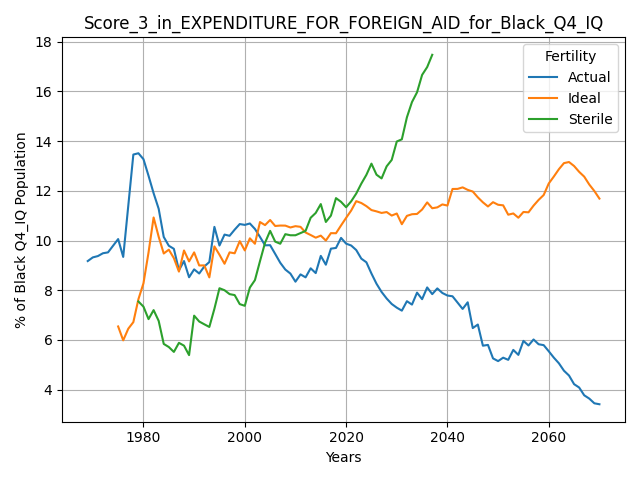 Score_3_in_EXPENDITURE_FOR_FOREIGN_AID_for_Black_Q4_IQ
% of Black Q4_IQ Population
18
16
14
12
10
8
6
4
Fertility
Actual
Ideal
Sterile
1980
2000
2020
2040
2060
Years